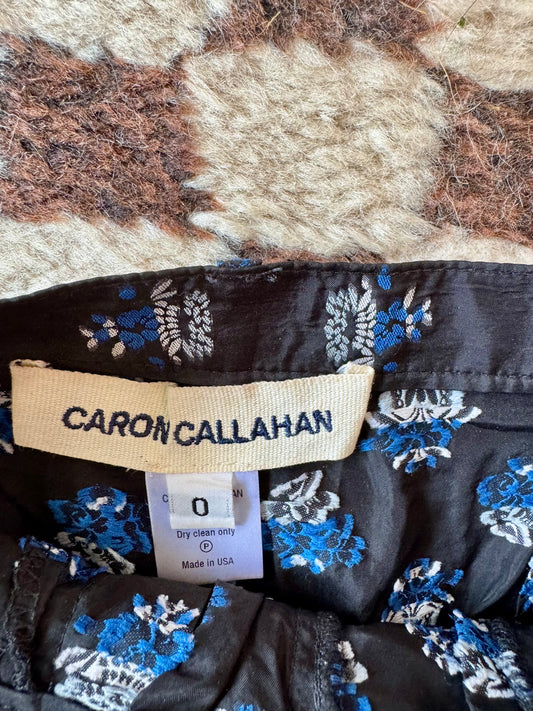 CARON CALLAHAN
0
Dry clean only
P
Made in USA